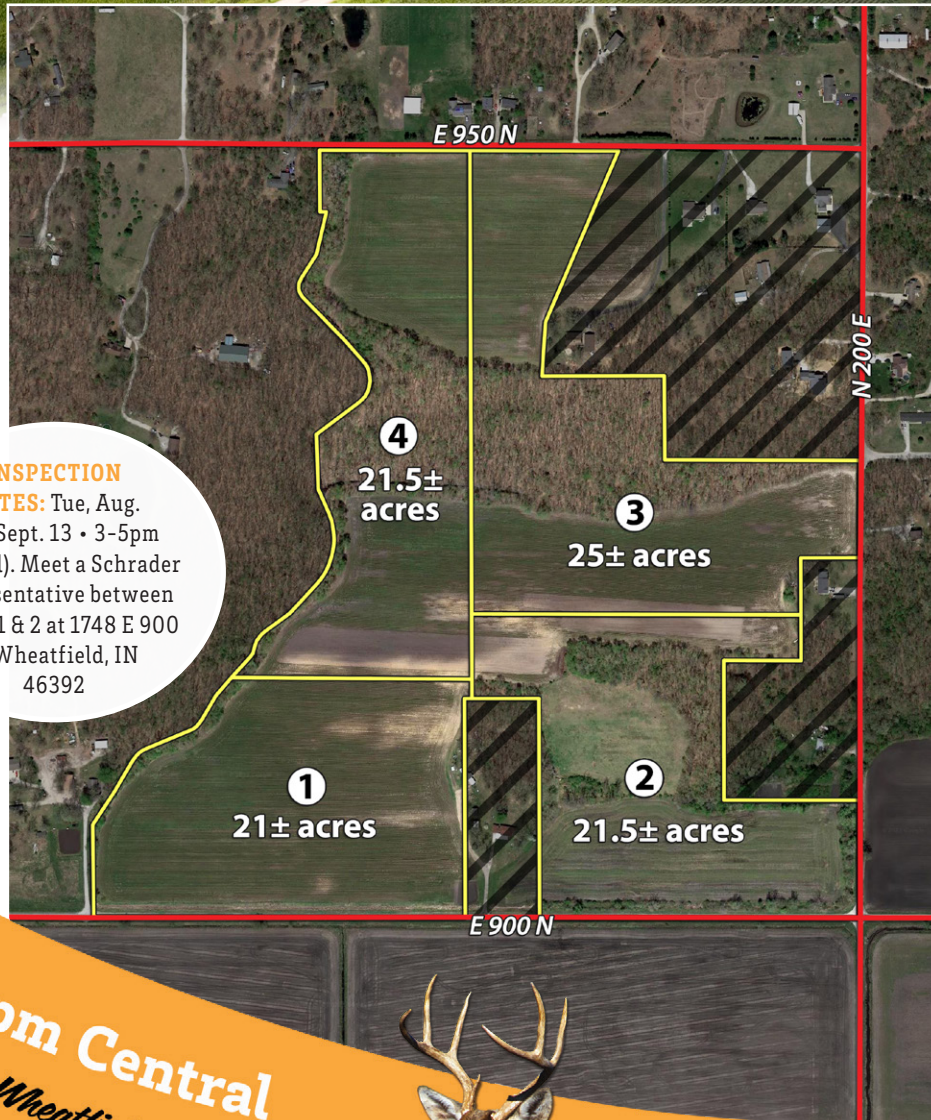 E 950 N
N 200 E
4
21.5±
acres
3
25± acres
NSPECTION
TES: Tue, Aug.
Sept. 13 • 3-5pm
Meet a Schrader
between
1 & 2 at 1748 E 900
Wheatfield, IN
46392
1
21± acres
2
21.5± acres
E 900 N
Central